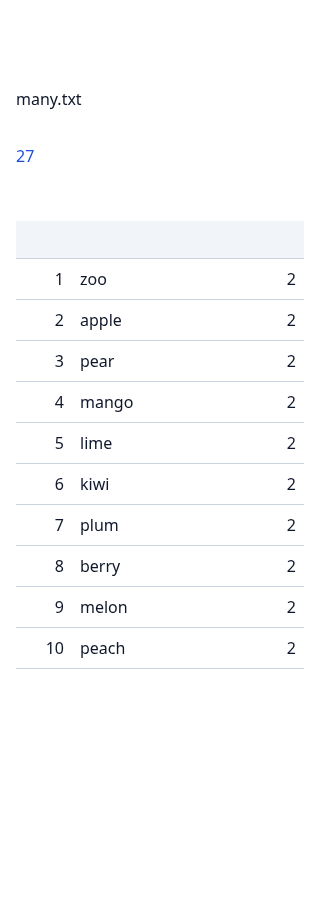 many.txt
27
1 zoo 2
2 apple 2
3 pear 2
4 mango 2
5 lime 2
6 kiwi 2
7 plum 2
8 berry 2
9 melon 2
10 peach 2